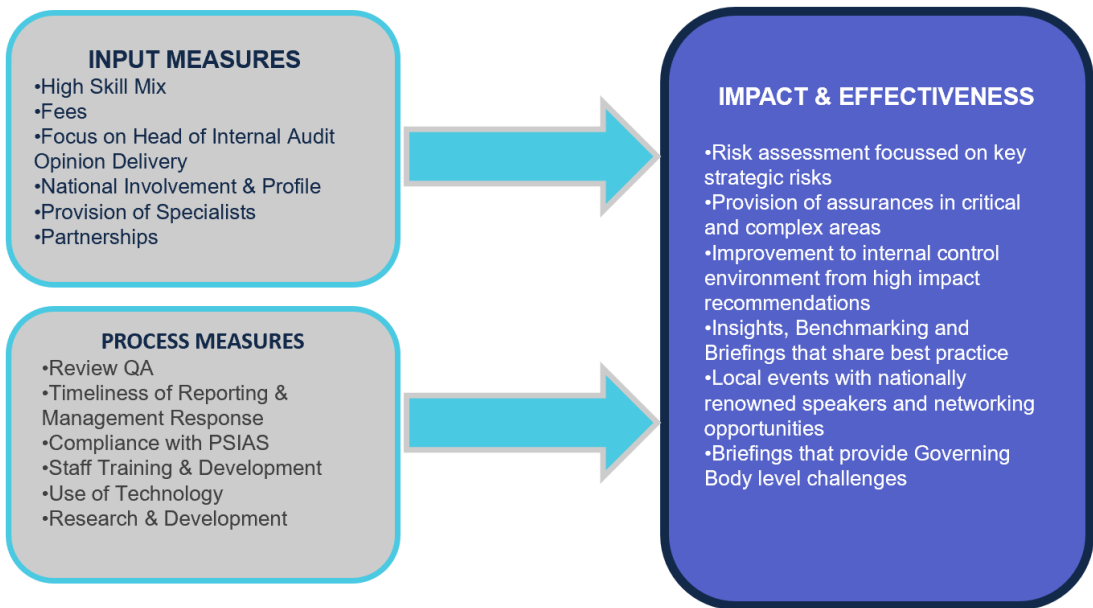 INPUT MEASURES
•High Skill Mix
•Fees
•Focus on Head of Internal Audit
Opinion Delivery
•National Involvement & Profile
•Provision of Specialists
•Partnerships
PROCESS MEASURES
•Review QA
•Timeliness of Reporting &
Management Response
•Compliance with PSIAS
•Staff Training & Development
•Use of Technology
•Research & Development
IMPACT & EFFECTIVENESS
•Risk assessment focussed on key
strategic risks
•Provision of assurances in critical
and complex areas
•Improvement to internal control
environment from high impact
recommendations
•Insights, Benchmarking and
Briefings that share best practice
•Local events with nationally
renowned speakers and networking
opportunities
•Briefings that provide Governing
Body level challenges